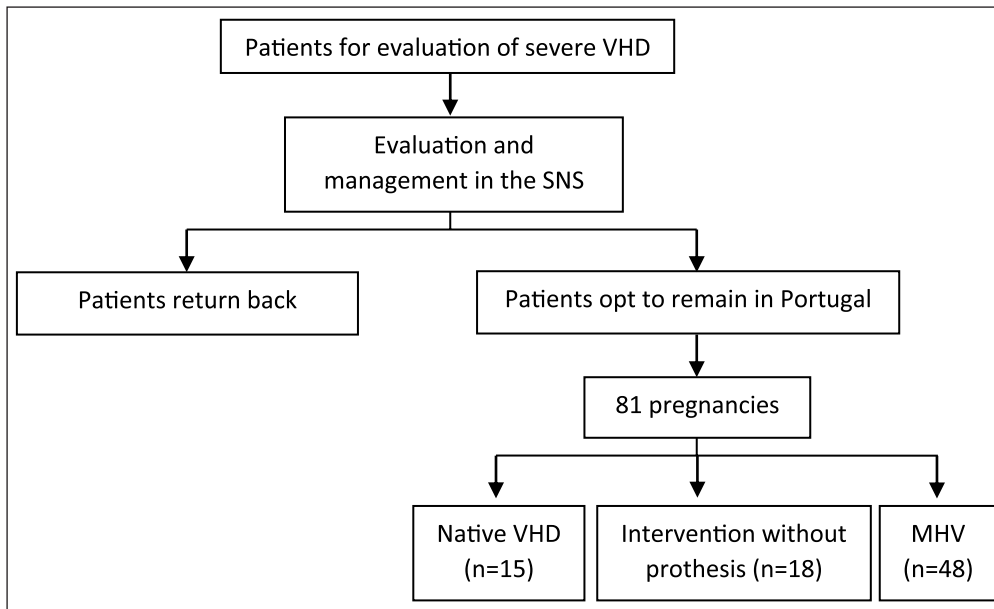 Patients for evaluation of severe VHD
Evaluation and
management in the SNS
Patients return back
Patients opt to remain in Portugal
81 pregnancies
Native VHD
(n=15)
Intervention without
prothesis (n=18)
MHV
(n=48)